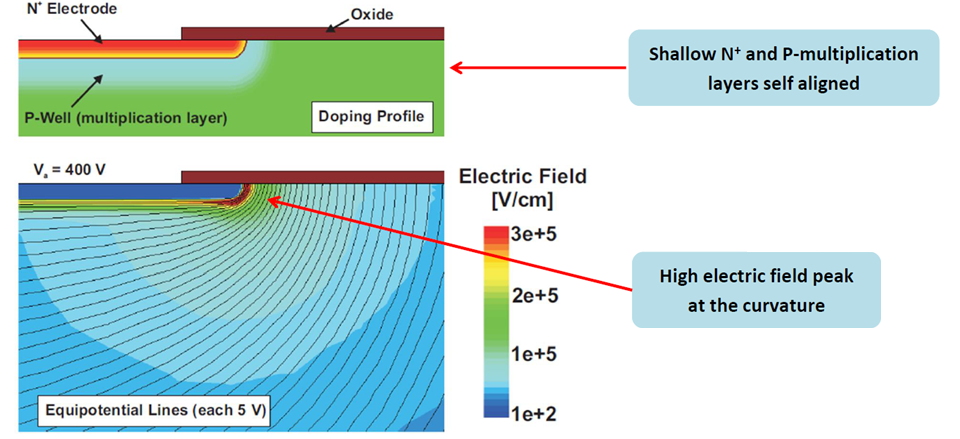 N⁺ Electrode
Oxide
P-Well (multiplication layer)
Doping Profile
Shallow N⁺ and P-multiplication
layers self aligned
Vₐ = 400 V
Electric Field
[V/cm]
3e+5
2e+5
1e+5
1e+2
High electric field peak
at the curvature
Equipotential Lines (each 5 V)